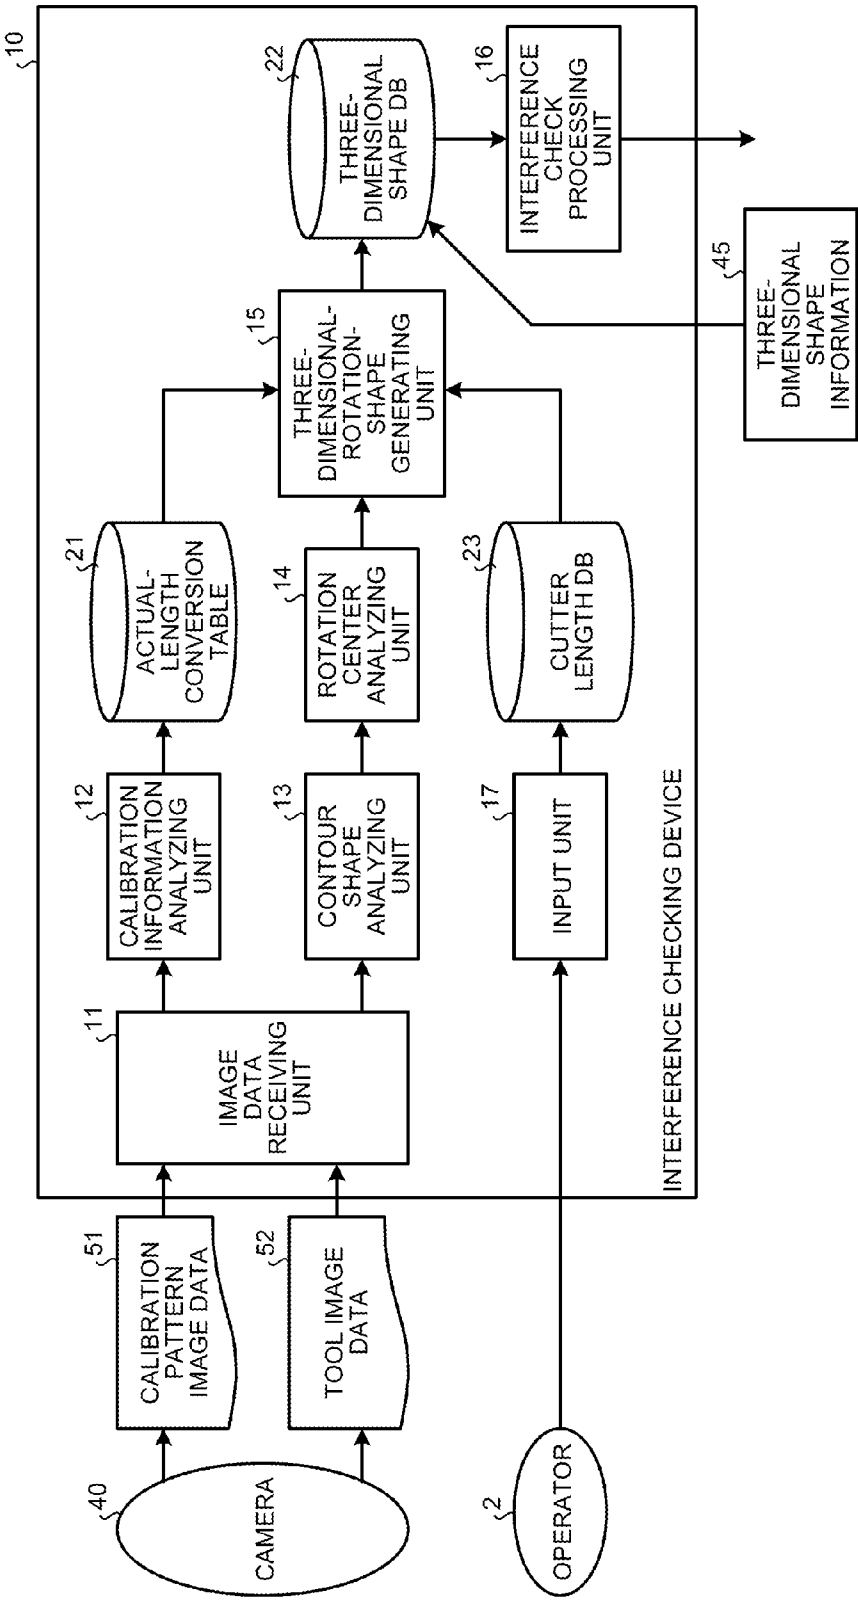 10
40
CAMERA
2
OPERATOR
51
CALIBRATION
PATTERN
IMAGE DATA
52
TOOL IMAGE
DATA
11
IMAGE
DATA
RECEIVING
UNIT
12
CALIBRATION
INFORMATION
ANALYZING
UNIT
13
CONTOUR
SHAPE
ANALYZING
UNIT
17
INPUT UNIT
21
ACTUAL-
LENGTH
CONVERSION
TABLE
14
ROTATION
CENTER
ANALYZING
UNIT
23
CUTTER
LENGTH DB
15
THREE-
DIMENSIONAL-
ROTATION-
SHAPE
GENERATING
UNIT
22
THREE-
DIMENSIONAL
SHAPE DB
16
INTERFERENCE
CHECK
PROCESSING
UNIT
45
THREE-
DIMENSIONAL
SHAPE
INFORMATION
INTERFERENCE CHECKING DEVICE